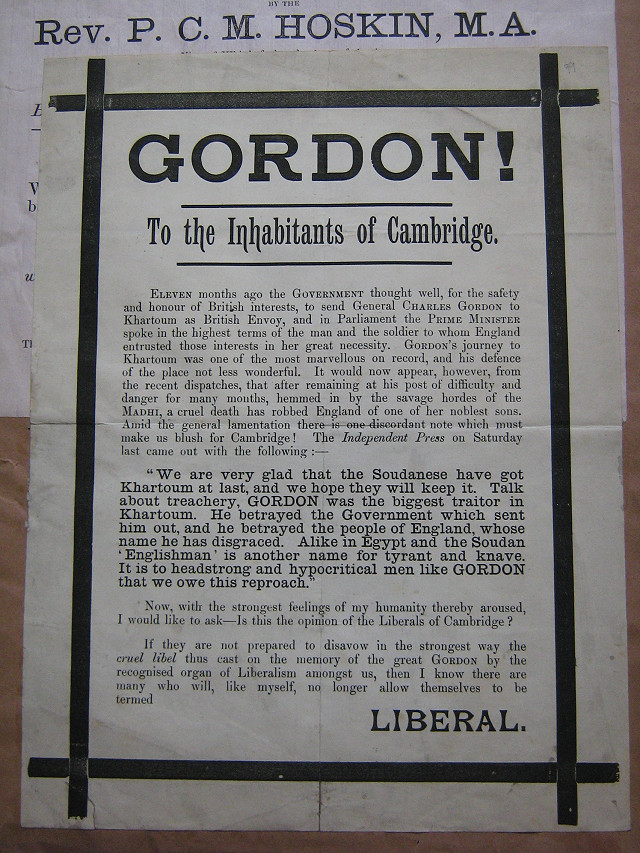 BY THE
Rev. P. C. M. HOSKIN, M.A.
GORDON!
To the Inhabitants of Cambridge.
ELEVEN months ago the GOVERNMENT thought well, for the safety
and honour of British interests, to send General CHARLES GORDON to
Khartoum as British Envoy, and in Parliament the PRIME MINISTER
spoke in the highest terms of the man and the soldier to whom England
entrusted those interests in her great necessity. GORDON'S journey to
Khartoum was one of the most marvellous on record, and his defence
of the place not less wonderful. It would now appear, however, from
the recent dispatches, that after remaining at his post of difficulty and
danger for many months, hemmed in by the savage hordes of the
MADHI, a cruel death has robbed England of one of her noblest sons.
Amid the general lamentation there is one discordant note which must
make us blush for Cambridge! The Independent Press on Saturday
last came out with the following :—
"We are very glad that the Soudanese have got
Khartoum at last, and we hope they will keep it. Talk
about treachery, GORDON was the biggest traitor in
Khartoum. He betrayed the Government which sent
him out, and he betrayed the people of England, whose
name he has disgraced. Alike in Egypt and the Soudan
'Englishman' is another name for tyrant and knave.
It is to headstrong and hypocritical men like GORDON
that we owe this reproach."
Now, with the strongest feelings of my humanity thereby aroused,
I would like to ask—Is this the opinion of the Liberals of Cambridge?
If they are not prepared to disavow in the strongest way the
cruel libel thus cast on the memory of the great GORDON by the
recognised organ of Liberalism amongst us, then I know there are
many who will, like myself, no longer allow themselves to be
termed
LIBERAL.